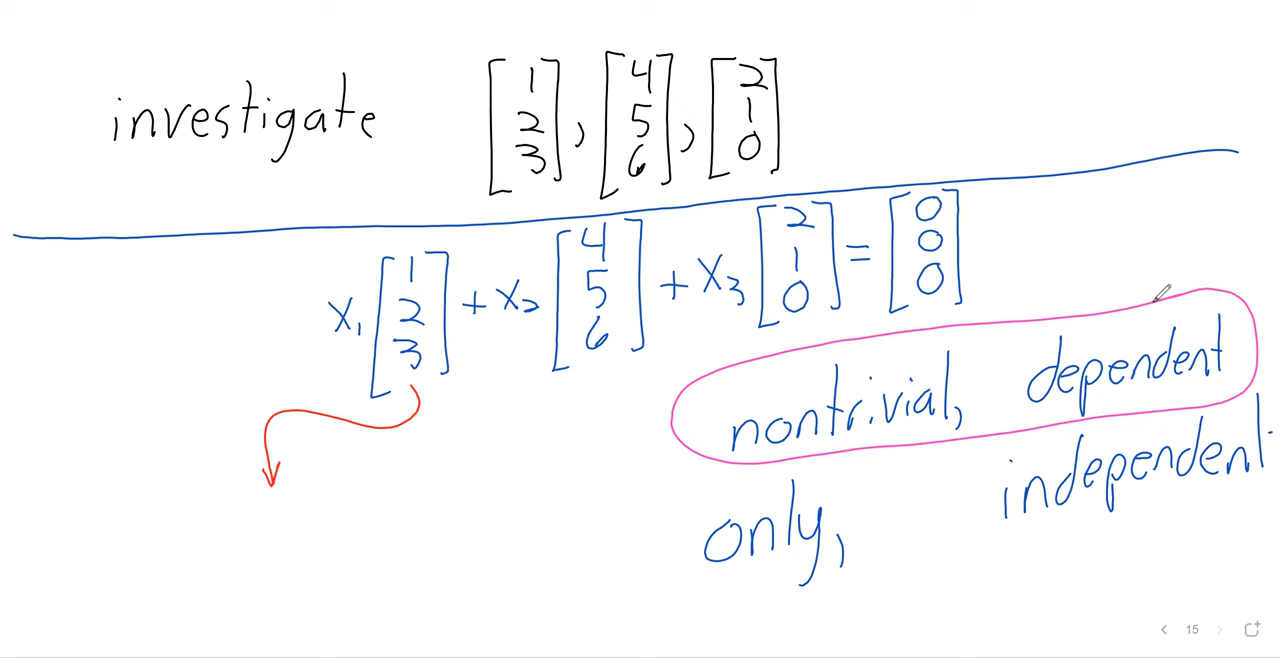 investigate [1 2 3], [4 5 6], [2 1 0]
x₁ [1 2 3] + x₂ [4 5 6] + x₃ [2 1 0] = [0 0 0]
nontrivial, dependent
only, independent
15